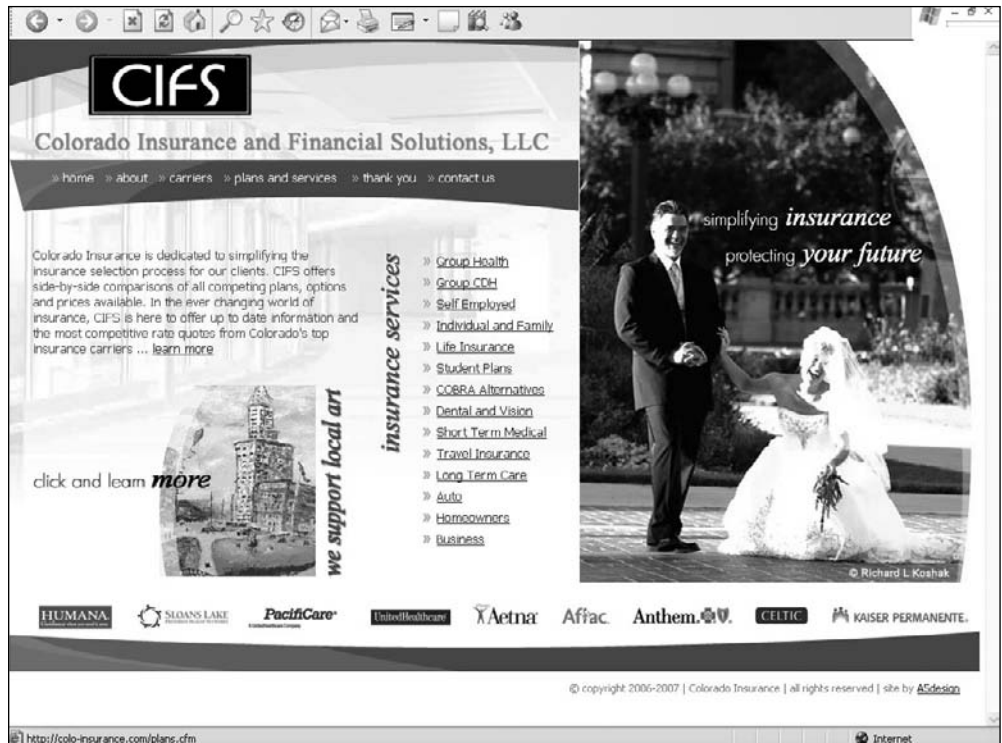 CIFS
Colorado Insurance and Financial Solutions, LLC
» home » about » carriers » plans and services » thank you » contact us
simplifying insurance
protecting your future
Colorado Insurance is dedicated to simplifying the
insurance selection process for our clients. CIFS offers
side-by-side comparisons of all competing plans, options
and prices available. In the ever changing world of
insurance, CIFS is here to offer up to date information and
the most competitive rate quotes from Colorado's top
insurance carriers ... learn more
click and learn more
we support local art
insurance services
» Group Health
» Group CDH
» Self Employed
» Individual and Family
» Life Insurance
» Student Plans
» COBRA Alternatives
» Dental and Vision
» Short Term Medical
» Travel Insurance
» Long Term Care
» Auto
» Homeowners
» Business
© Richard L Koshak
HUMANA
SLOANS LAKE
PacifiCare
UnitedHealthcare
Aetna
Aflac
Anthem.
CELTIC
KAISER PERMANENTE.
© copyright 2006-2007 | Colorado Insurance | all rights reserved | site by ASdesign
http://colo-insurance.com/plans.cfm
Internet